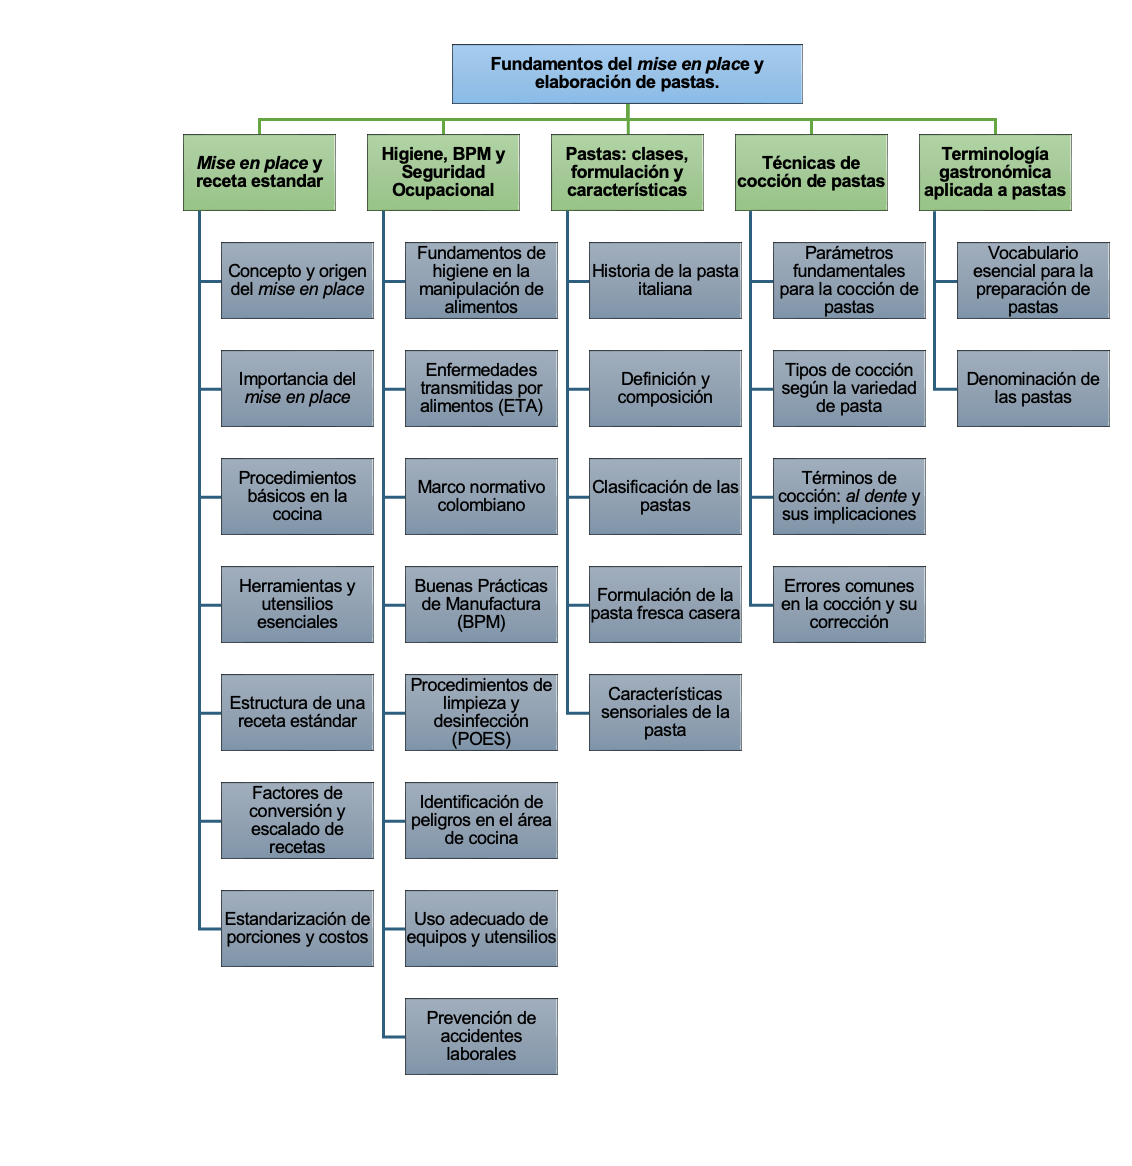 Fundamentos del mise en place y
elaboración de pastas.
Mise en place y
receta estandar
Concepto y origen
del mise en place
Importancia del
mise en place
Procedimientos
básicos en la
cocina
Herramientas y
utensilios
esenciales
Estructura de una
receta estándar
Factores de
conversión y
escalado de
recetas
Estandarización de
porciones y costos
Higiene, BPM y
Seguridad
Ocupacional
Fundamentos de
higiene en la
manipulación de
alimentos
Enfermedades
transmitidas por
alimentos (ETA)
Marco normativo
colombiano
Buenas Prácticas
de Manufactura
(BPM)
Procedimientos de
limpieza y
desinfección
(POES)
Identificación de
peligros en el área
de cocina
Uso adecuado de
equipos y utensilios
Prevención de
accidentes
laborales
Pastas: clases,
formulación y
características
Historia de la pasta
italiana
Definición y
composición
Clasificación de las
pastas
Formulación de la
pasta fresca casera
Características
sensoriales de la
pasta
Técnicas de
cocción de pastas
Parámetros
fundamentales
para la cocción de
pastas
Tipos de cocción
según la variedad
de pasta
Términos de
cocción: al dente y
sus implicaciones
Errores comunes
en la cocción y su
corrección
Terminología
gastronómica
aplicada a pastas
Vocabulario
esencial para la
preparación de
pastas
Denominación de
las pastas